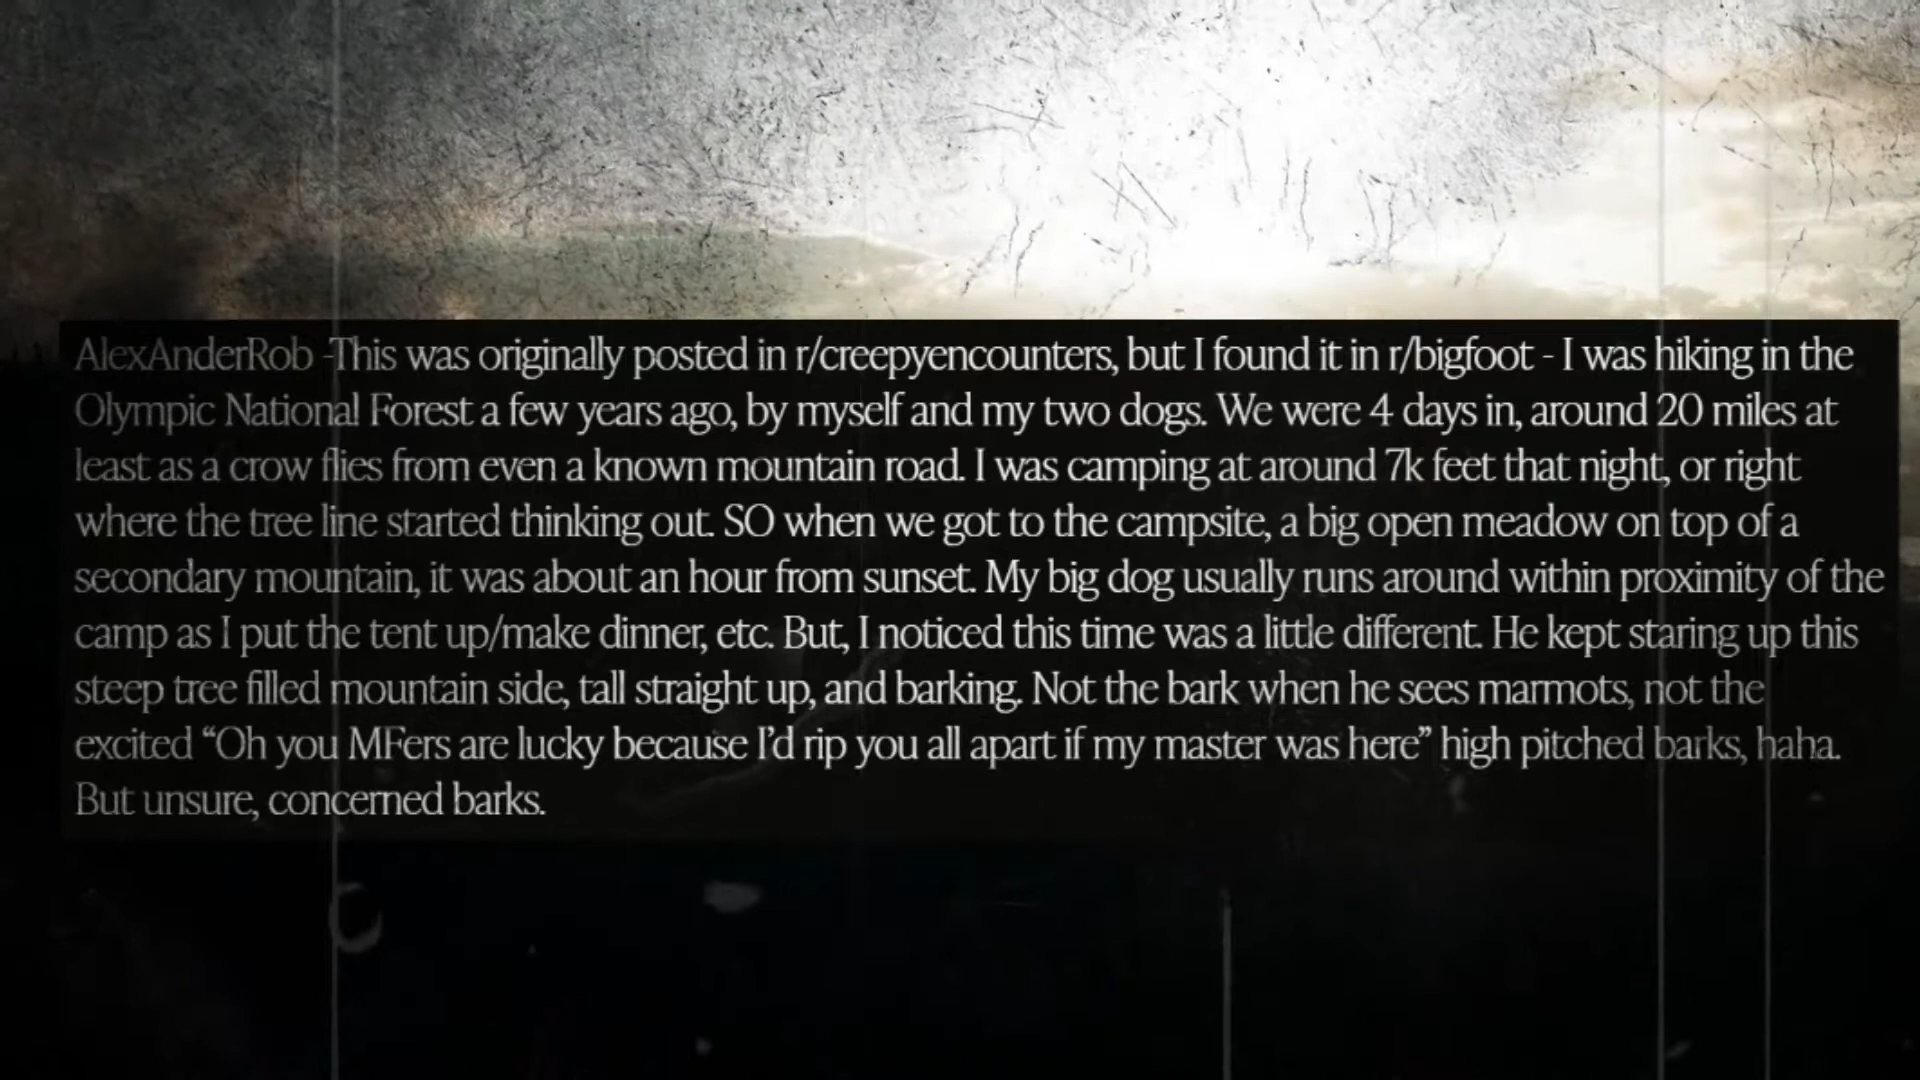 AlexAnderRob -This was originally posted in r/creepyencounters, but I found it in r/bigfoot - I was hiking in the
Olympic National Forest a few years ago, by myself and my two dogs. We were 4 days in, around 20 miles at
least as a crow flies from even a known mountain road. I was camping at around 7k feet that night, or right
where the tree line started thinking out. SO when we got to the campsite, a big open meadow on top of a
secondary mountain, it was about an hour from sunset. My big dog usually runs around within proximity of the
camp as I put the tent up/make dinner, etc. But, I noticed this time was a little different. He kept staring up this
steep tree filled mountain side, tall straight up, and barking. Not the bark when he sees marmots, not the
excited “Oh you MFers are lucky because I’d rip you all apart if my master was here” high pitched barks, haha.
But unsure, concerned barks.